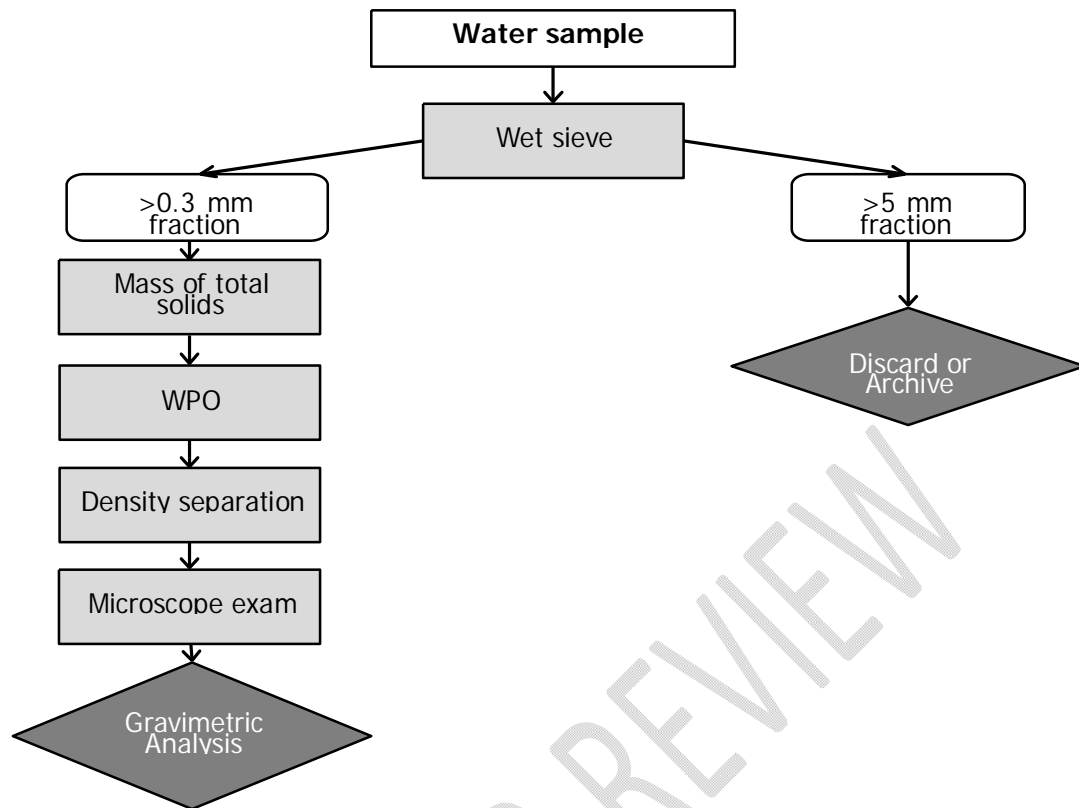 Water sample
Wet sieve
>0.3 mm
fraction
>5 mm
fraction
Mass of total
solids
Discard or
Archive
WPO
Density separation
Microscope exam
Gravimetric
Analysis
REVIEW